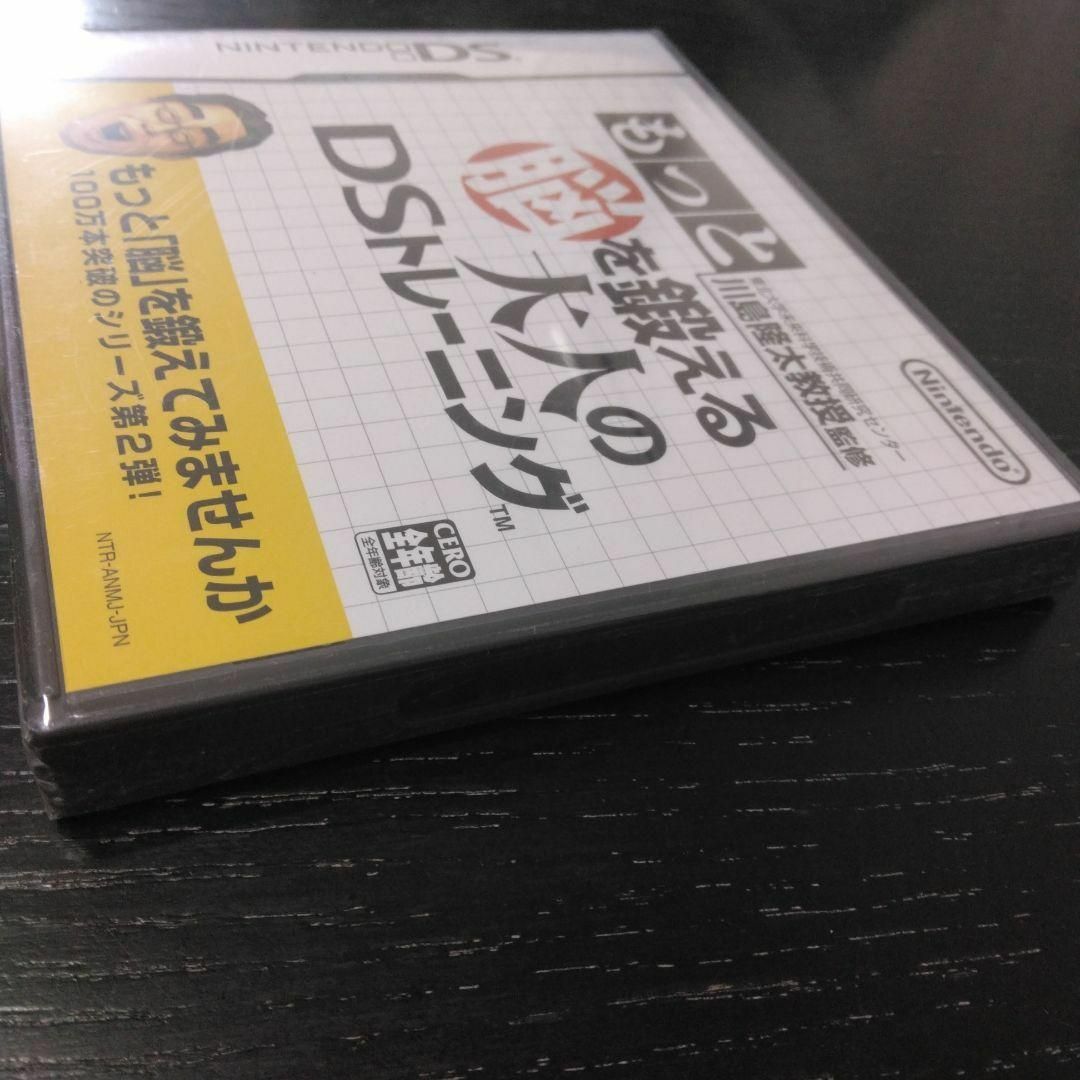 NINTENDO DS
東北大学未来科学技術共同研究センター
川島隆太教授監修
もっと
脳を鍛える
大人の
DSトレーニング™
もっと「脳」を鍛えてみませんか
100万本突破のシリーズ第2弾!
CERO
全年齢
全年齢対象
Nintendo®
NTR-ANMJ-JPN